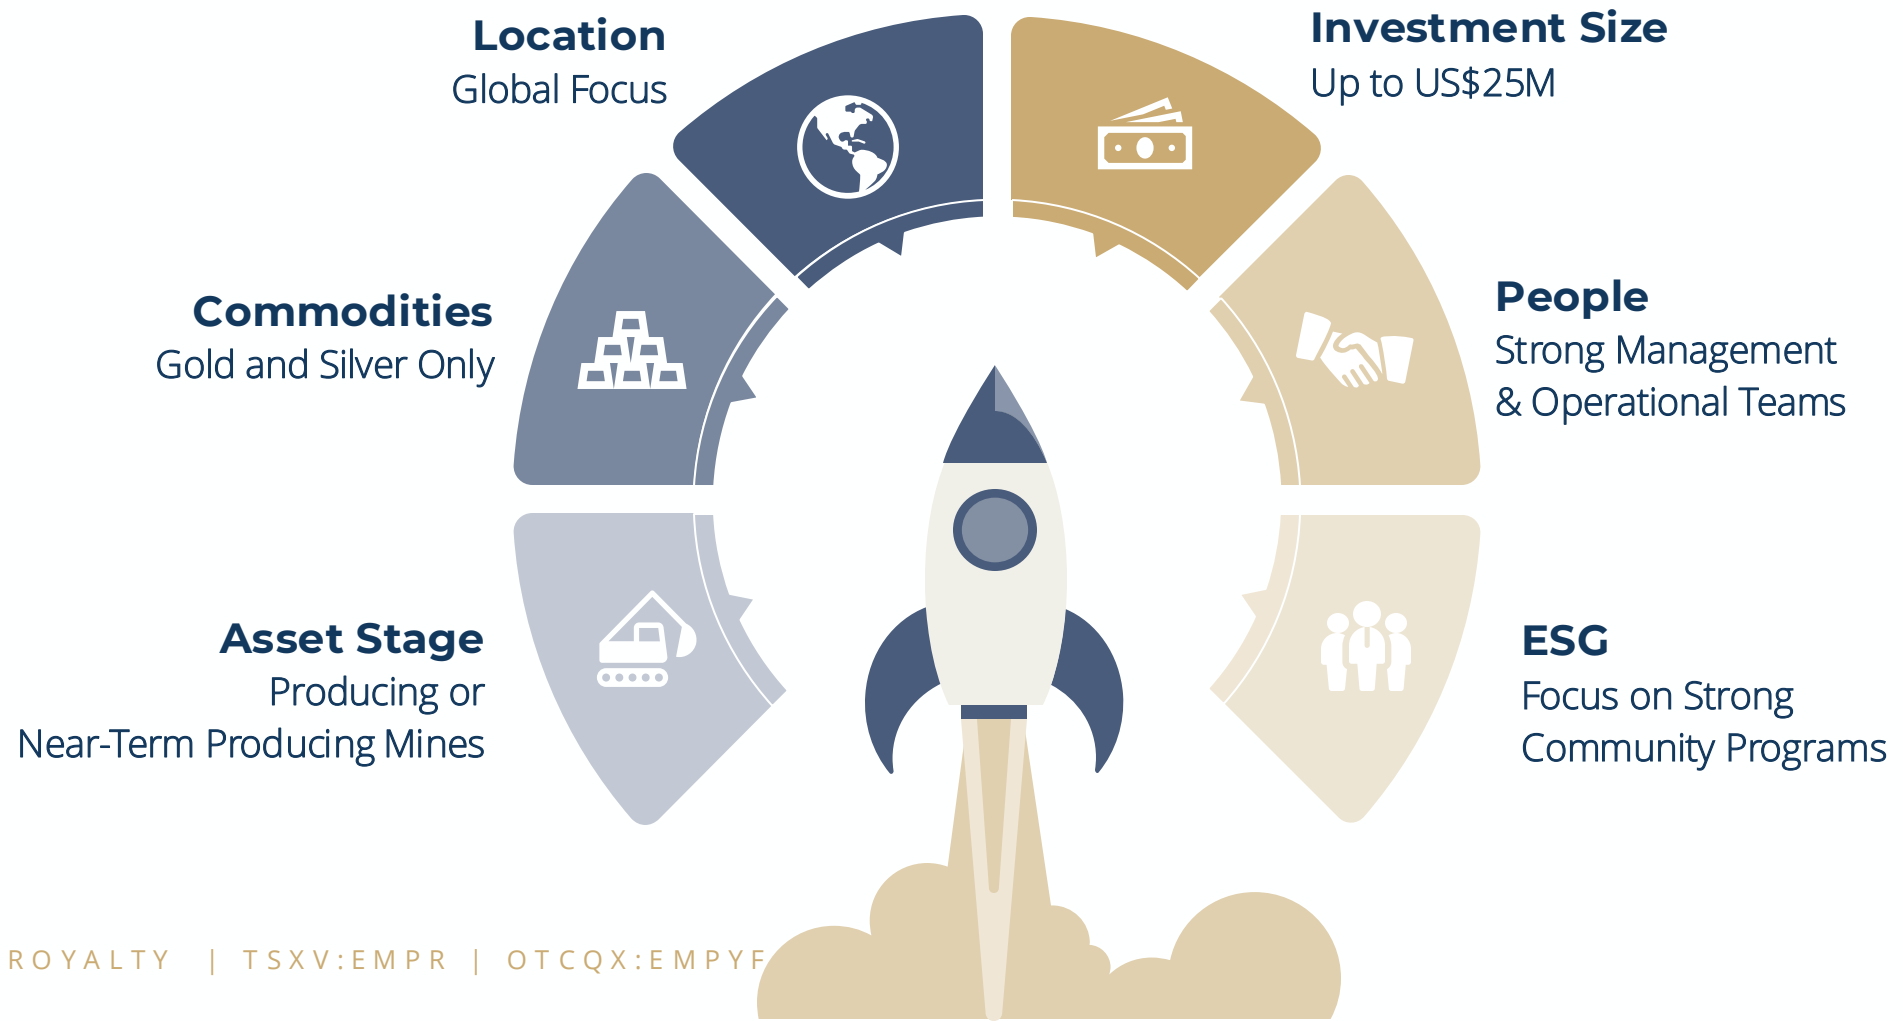 Location
Global Focus
Investment Size
Up to US$25M
Commodities
Gold and Silver Only
People
Strong Management
& Operational Teams
Asset Stage
Producing or
Near-Term Producing Mines
ESG
Focus on Strong
Community Programs
ROYALTY | TSXV:EMPR | OTCQX:EMPYF